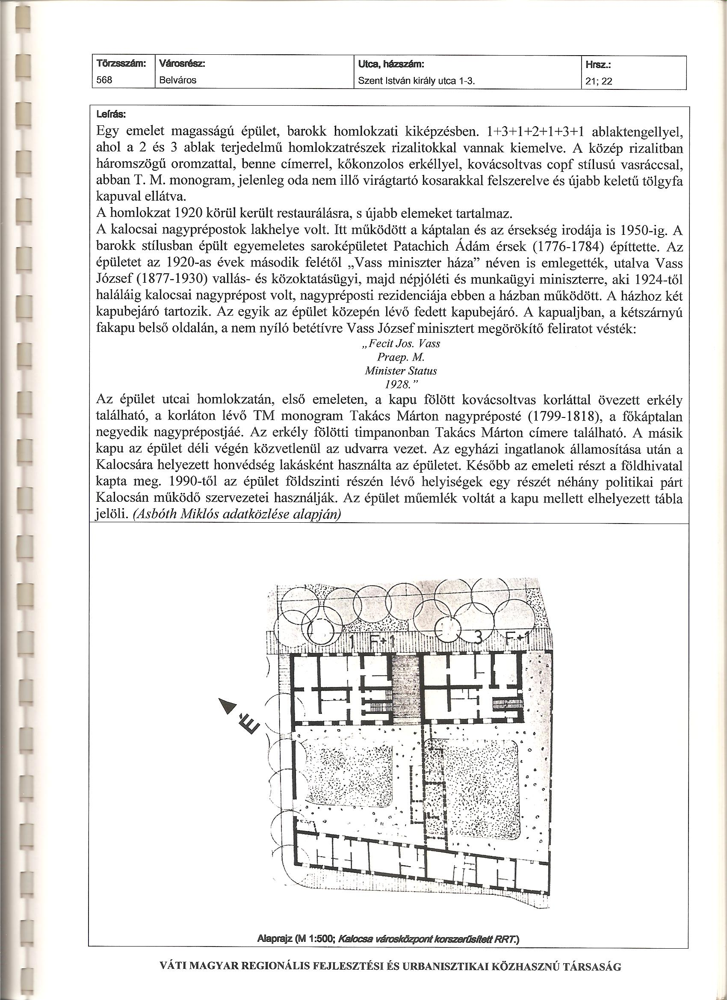 Törzsszám: Városrész: Utca, házszám: Hrsz.:
568 Belváros Szent István király utca 1-3. 21; 22
Leírás:
Egy emelet magasságú épület, barokk homlokzati kiképzésben. 1+3+1+2+1+3+1 ablaktengellyel,
ahol a 2 és 3 ablak terjedelmű homlokzatrészek rizalitokkal vannak kiemelve. A közép rizalitban
háromszögű oromzattal, benne címerrel, kőkonzolos erkéllyel, kovácsoltvas copf stílusú vasráccsal,
abban T. M. monogram, jelenleg oda nem illő virágtartó kosarakkal felszerelve és újabb keletű tölgyfa
kapuval ellátva.
A homlokzat 1920 körül került restaurálásra, s újabb elemeket tartalmaz.
A kalocsai nagyprépostok lakhelye volt. Itt működött a káptalan és az érsekség irodája is 1950-ig. A
barokk stílusban épült egyemeletes saroképületet Patachich Ádám érsek (1776-1784) építtette. Az
épületet az 1920-as évek második felétől „Vass miniszter háza” néven is emlegették, utalva Vass
József (1877-1930) vallás- és közoktatásügyi, majd népjóléti és munkaügyi miniszterre, aki 1924-től
haláláig kalocsai nagyprépost volt, nagypréposti rezidenciája ebben a házban működött. A házhoz két
kapubejáró tartozik. Az egyik az épület közepén lévő fedett kapubejáró. A kapualjban, a kétszárnyú
fakapu belső oldalán, a nem nyíló betétívre Vass József minisztert megörökítő feliratot vésték:
„Fecit Jos. Vass
Praep. M.
Minister Status
1928.”
Az épület utcai homlokzatán, első emeleten, a kapu fölött kovácsoltvas korláttal övezett erkély
található, a korláton lévő TM monogram Takács Márton nagypréposté (1799-1818), a főkáptalan
negyedik nagyprépostjáé. Az erkély fölötti timpanonban Takács Márton címere található. A másik
kapu az épület déli végén közvetlenül az udvarra vezet. Az egyházi ingatlanok államosítása után a
Kalocsára helyezett honvédség lakásként használta az épületet. Később az emeleti részt a földhivatal
kapta meg. 1990-től az épület földszinti részén lévő helyiségek egy részét néhány politikai párt
Kalocsán működő szervezetei használják. Az épület műemlék voltát a kapu mellett elhelyezett tábla
jelöli. (Asbóth Miklós adatközlése alapján)
1 F+1 3 F+1
É
Alaprajz (M 1:500; Kalocsa városközpont korszerűsített RRT.)
VÁTI MAGYAR REGIONÁLIS FEJLESZTÉSI ÉS URBANISZTIKAI KÖZHASZNÚ TÁRSASÁG